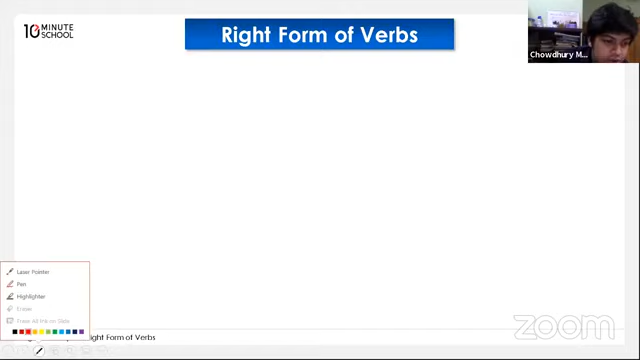 10 MINUTE
SCHOOL
Right Form of Verbs
Chowdhury M...
Laser Pointer
Pen
Highlighter
Eraser
Erase All Ink on Slide
Right Form of Verbs
zoom